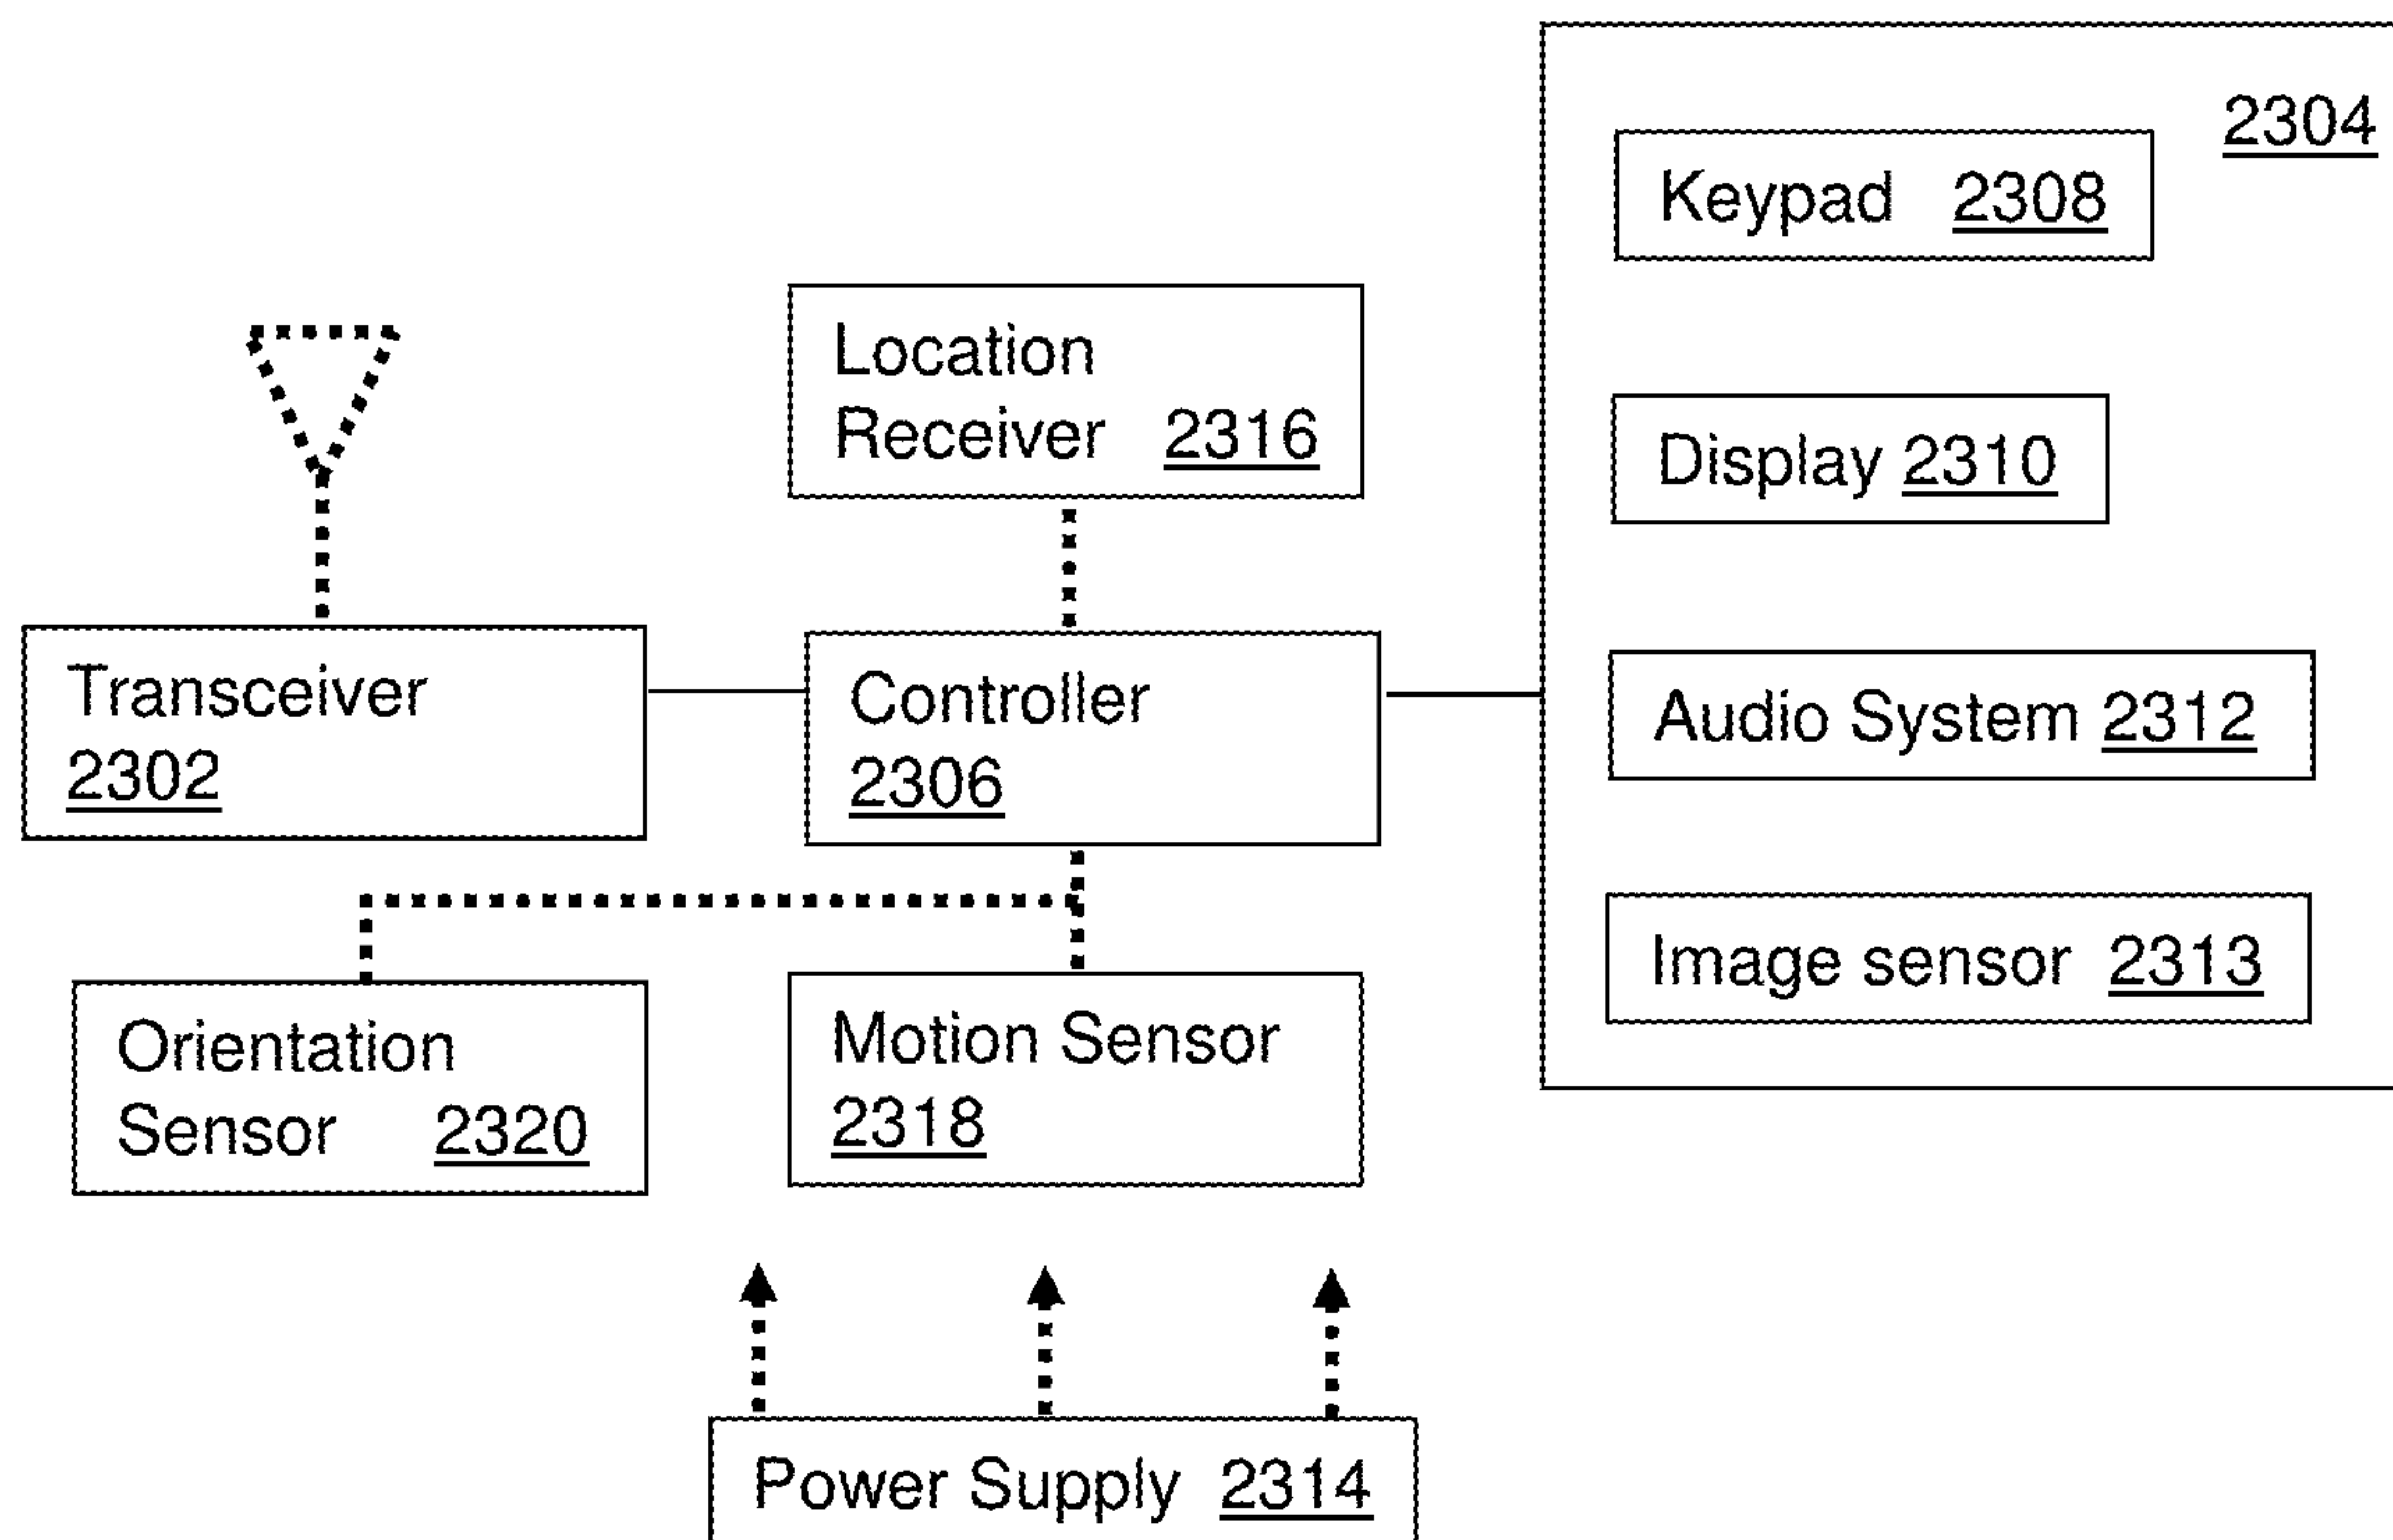 2304
Keypad 2308
Location
Receiver 2316
Display 2310
Transceiver
2302
Controller
2306
Audio System 2312
Image sensor 2313
Orientation
Sensor 2320
Motion Sensor
2318
Power Supply 2314